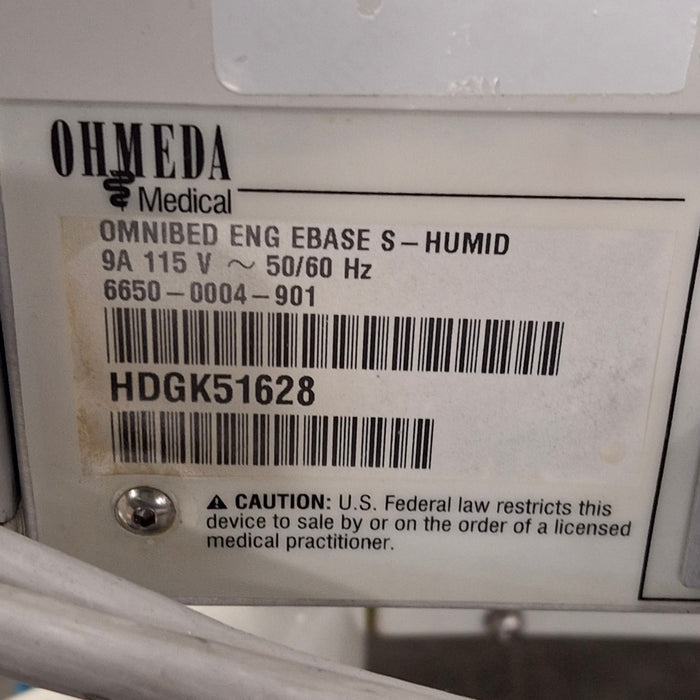 OHMEDA
Medical
OMNIBED ENG EBASE S-HUMID
9A 115 V ~ 50/60 Hz
6650-0004-901
HDGK51628
⚠ CAUTION: U.S. Federal law restricts this
device to sale by or on the order of a licensed
medical practitioner.